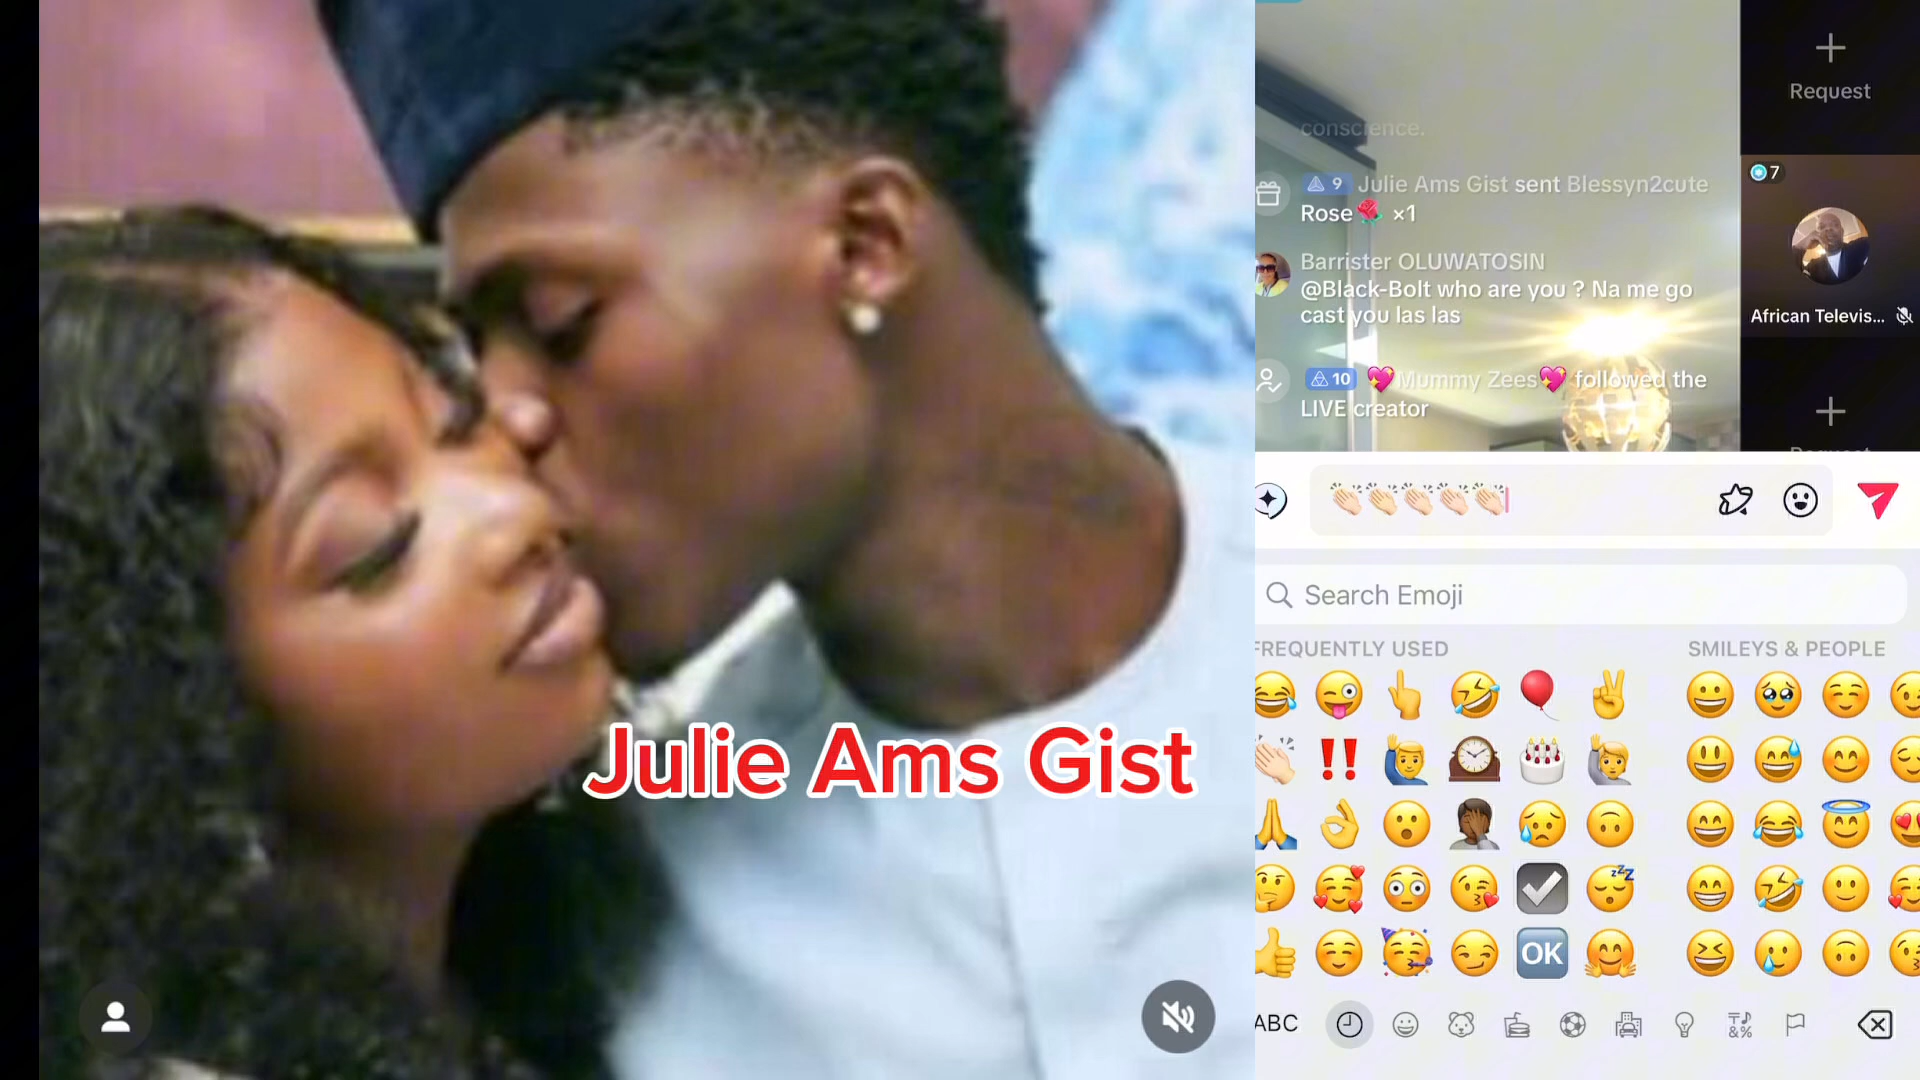 Julie Ams Gist
Request
conscience.
9 Julie Ams Gist sent Blessyn2cute
Rose🌹 ×1
7
Barrister OLUWATOSIN
@Black-Bolt who are you ? Na me go
cast you las las
African Televis...
10 💖Mummy Zees💖 followed the
LIVE creator
Request
👏🏻👏🏻👏🏻👏🏻👏🏻
Search Emoji
FREQUENTLY USED
SMILEYS & PEOPLE
OK
ABC